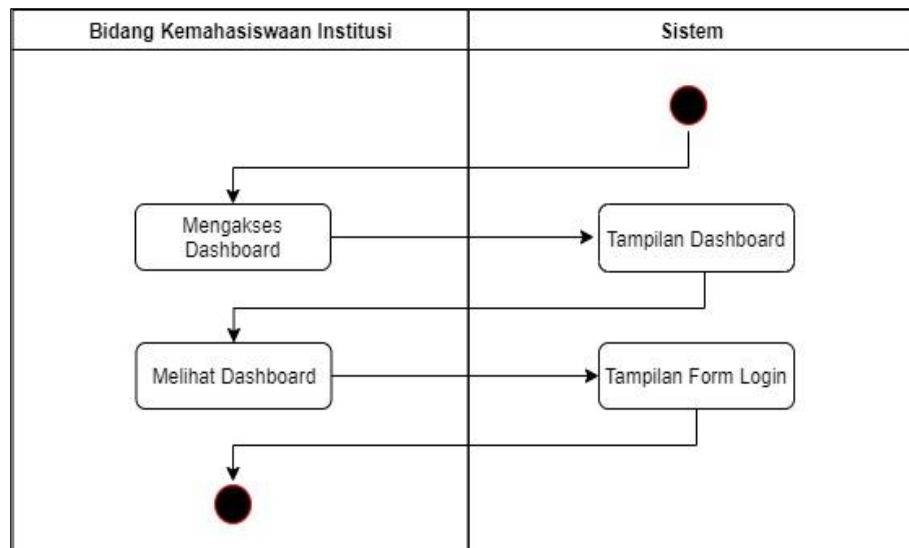 Bidang Kemahasiswaan Institusi
Sistem
Mengakses
Dashboard
Tampilan Dashboard
Melihat Dashboard
Tampilan Form Login